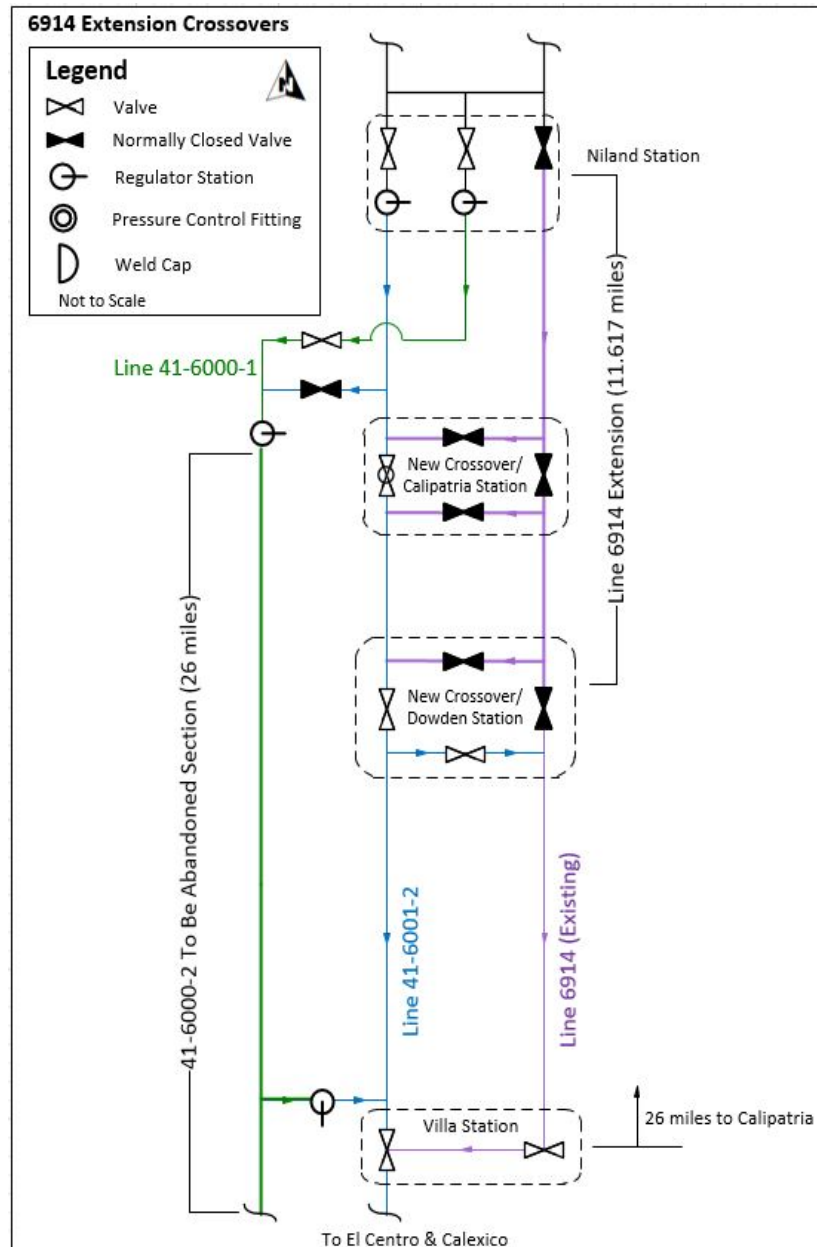 6914 Extension Crossovers
Legend
N
Valve
Normally Closed Valve
Regulator Station
Pressure Control Fitting
Weld Cap
Not to Scale
Niland Station
Line 41-6000-1
New Crossover/
Calipatria Station
Line 6914 Extension (11.617 miles)
New Crossover/
Dowden Station
41-6000-2 To Be Abandoned Section (26 miles)
Line 41-6001-2
Line 6914 (Existing)
Villa Station
26 miles to Calipatria
To El Centro & Calexico